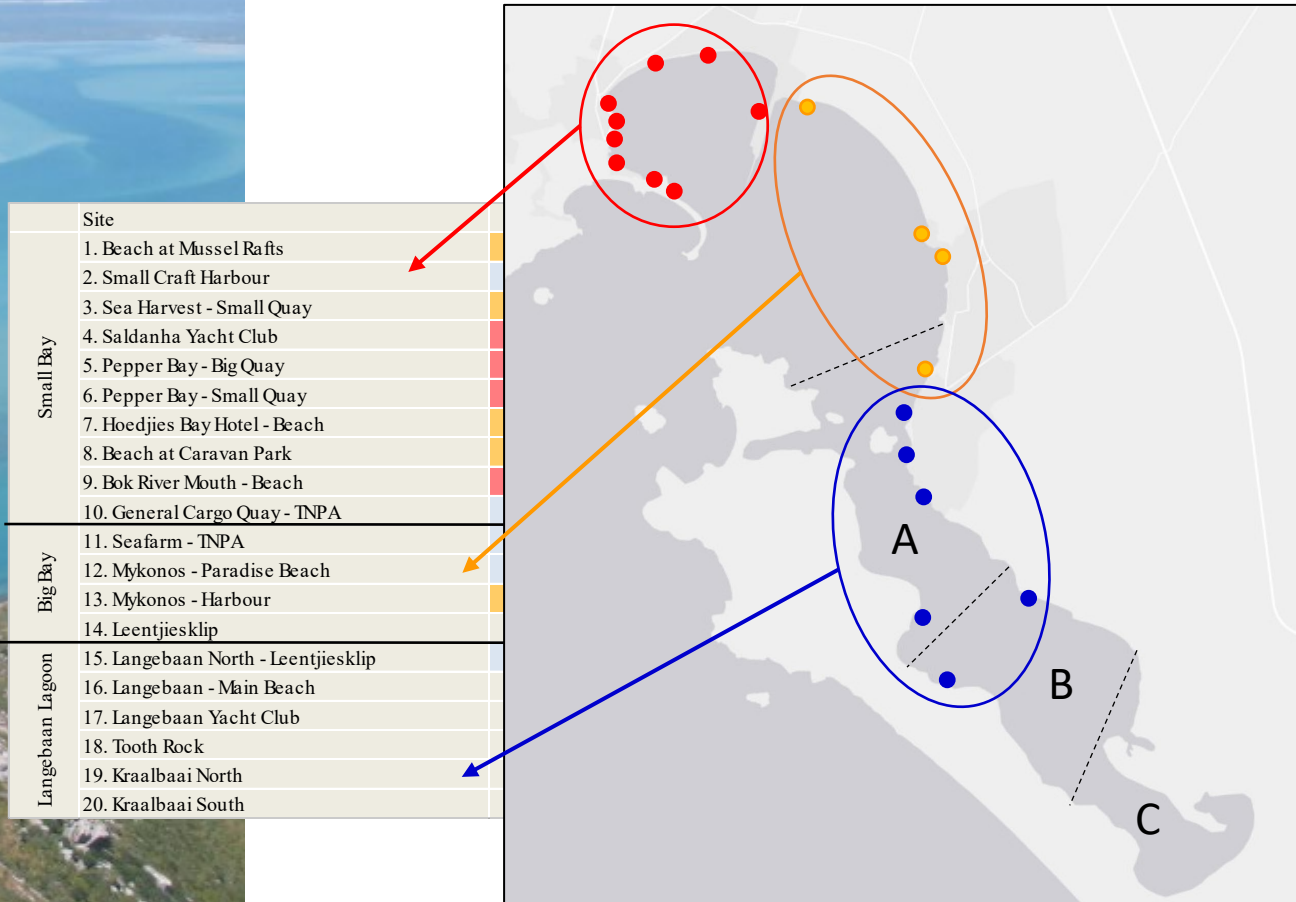 Site
Small Bay
1. Beach at Mussel Rafts
2. Small Craft Harbour
3. Sea Harvest - Small Quay
4. Saldanha Yacht Club
5. Pepper Bay - Big Quay
6. Pepper Bay - Small Quay
7. Hoedjies Bay Hotel - Beach
8. Beach at Caravan Park
9. Bok River Mouth - Beach
10. General Cargo Quay - TNPA
Big Bay
11. Seafarm - TNPA
12. Mykonos - Paradise Beach
13. Mykonos - Harbour
14. Leentjiesklip
Langebaan Lagoon
15. Langebaan North - Leentjiesklip
16. Langebaan - Main Beach
17. Langebaan Yacht Club
18. Tooth Rock
19. Kraalbaai North
20. Kraalbaai South
A
B
C